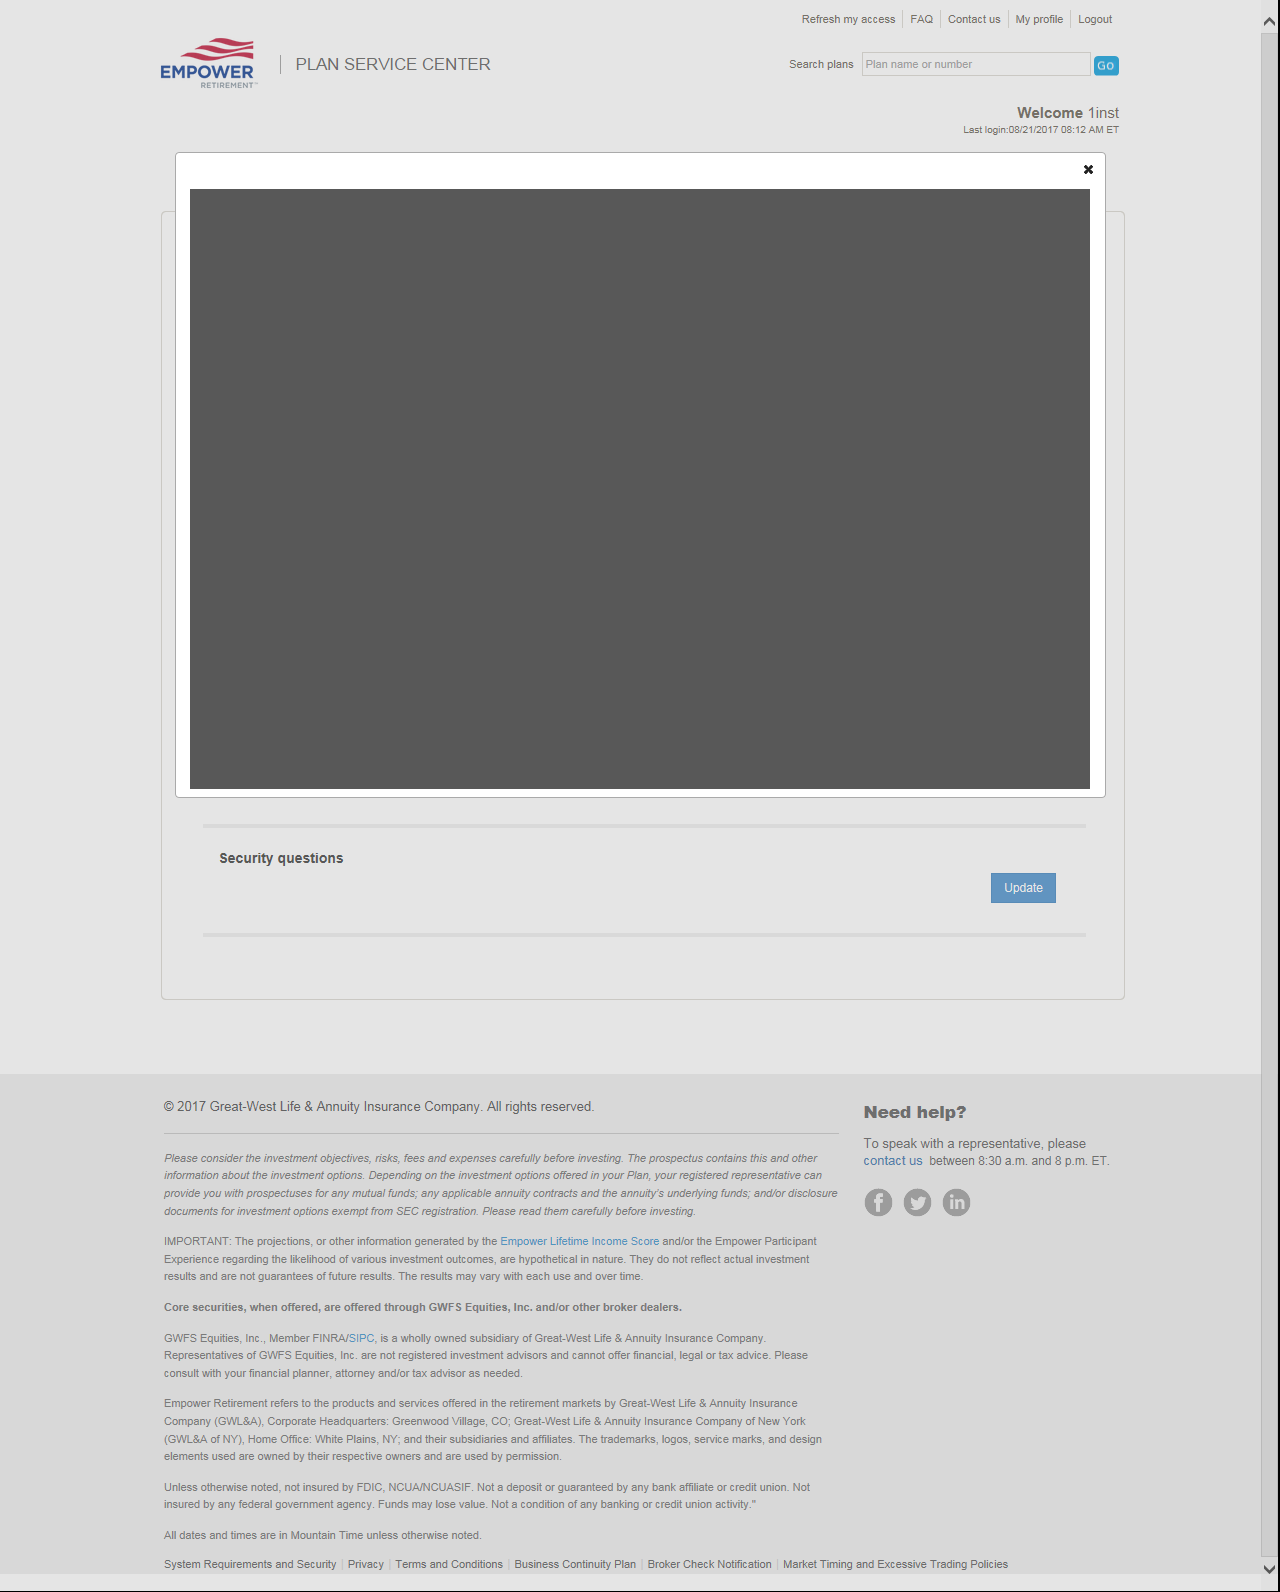 Refresh my access FAQ Contact us My profile Logout
EMPOWER
RETIREMENT™
PLAN SERVICE CENTER
Search plans Plan name or number Go
Welcome 1inst
Last login:08/21/2017 08:12 AM ET
Security questions
Update
© 2017 Great-West Life & Annuity Insurance Company. All rights reserved.
Please consider the investment objectives, risks, fees and expenses carefully before investing. The prospectus contains this and other
information about the investment options. Depending on the investment options offered in your Plan, your registered representative can
provide you with prospectuses for any mutual funds; any applicable annuity contracts and the annuity's underlying funds; and/or disclosure
documents for investment options exempt from SEC registration. Please read them carefully before investing.
IMPORTANT: The projections, or other information generated by the Empower Lifetime Income Score and/or the Empower Participant
Experience regarding the likelihood of various investment outcomes, are hypothetical in nature. They do not reflect actual investment
results and are not guarantees of future results. The results may vary with each use and over time.
Core securities, when offered, are offered through GWFS Equities, Inc. and/or other broker dealers.
GWFS Equities, Inc., Member FINRA/SIPC, is a wholly owned subsidiary of Great-West Life & Annuity Insurance Company.
Representatives of GWFS Equities, Inc. are not registered investment advisors and cannot offer financial, legal or tax advice. Please
consult with your financial planner, attorney and/or tax advisor as needed.
Empower Retirement refers to the products and services offered in the retirement markets by Great-West Life & Annuity Insurance
Company (GWL&A), Corporate Headquarters: Greenwood Village, CO; Great-West Life & Annuity Insurance Company of New York
(GWL&A of NY), Home Office: White Plains, NY; and their subsidiaries and affiliates. The trademarks, logos, service marks, and design
elements used are owned by their respective owners and are used by permission.
Unless otherwise noted, not insured by FDIC, NCUA/NCUASIF. Not a deposit or guaranteed by any bank affiliate or credit union. Not
insured by any federal government agency. Funds may lose value. Not a condition of any banking or credit union activity."
All dates and times are in Mountain Time unless otherwise noted.
System Requirements and Security Privacy Terms and Conditions Business Continuity Plan Broker Check Notification Market Timing and Excessive Trading Policies
Need help?
To speak with a representative, please
contact us between 8:30 a.m. and 8 p.m. ET.